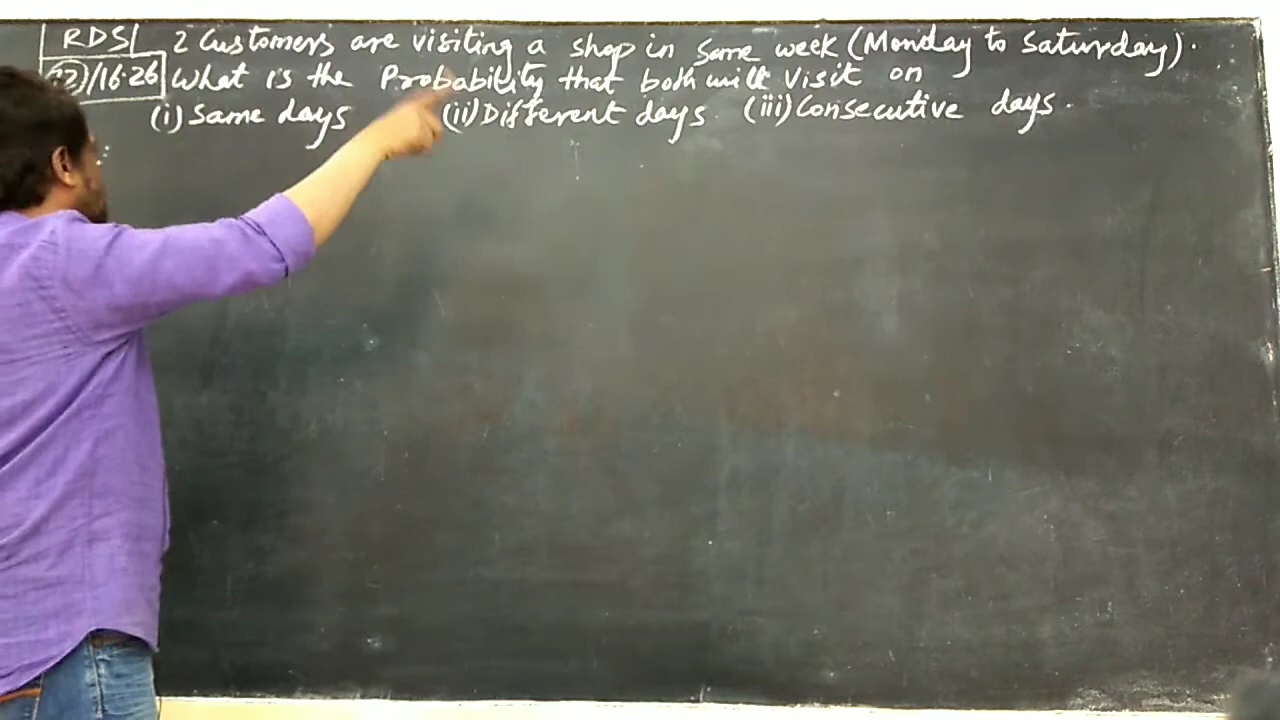 RDS 2 Customers are visiting a shop in same week (Monday to Saturday).
/16.26 What is the Probability that both will visit on
(i) Same days (ii) Different days. (iii) Consecutive days.